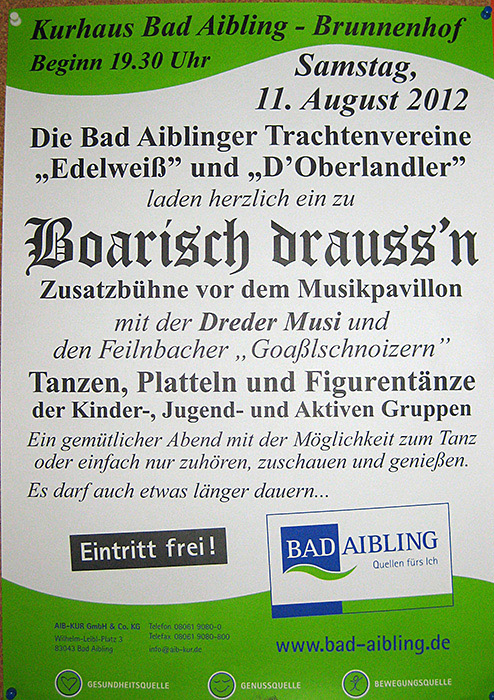 Kurhaus Bad Aibling - Brunnenhof
Beginn 19.30 Uhr
Samstag,
11. August 2012
Die Bad Aiblinger Trachtenvereine
„Edelweiß” und „D’Oberlandler”
laden herzlich ein zu
Boarisch drauss’n
Zusatzbühne vor dem Musikpavillon
mit der Dreder Musi und
den Feilnbacher „Goaßlschnoizern”
Tanzen, Platteln und Figurentänze
der Kinder-, Jugend- und Aktiven Gruppen
Ein gemütlicher Abend mit der Möglichkeit zum Tanz
oder einfach nur zuhören, zuschauen und genießen.
Es darf auch etwas länger dauern...
Eintritt frei!
BAD AIBLING
Quellen fürs Ich
AIB-KUR GmbH & Co. KG
Wilhelm-Leibl-Platz 3
83043 Bad Aibling
Telefon 08061 9080-0
Telefax 08061 9080-800
info@aib-kur.de
www.bad-aibling.de
GESUNDHEITSQUELLE
GENUSSQUELLE
BEWEGUNGSQUELLE